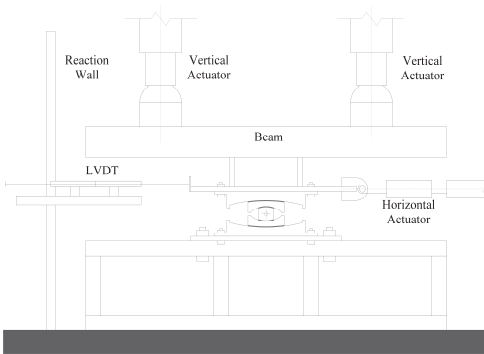 Reaction
Wall
Vertical
Actuator
Vertical
Actuator
Beam
LVDT
Horizontal
Actuator